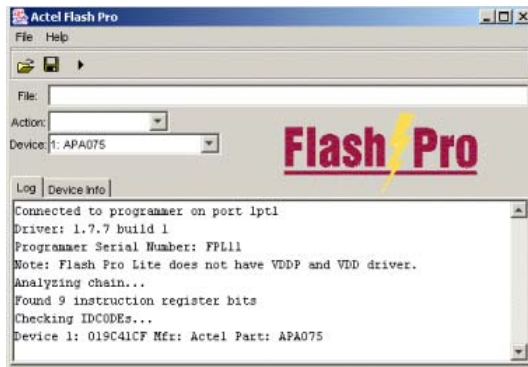 Actel Flash Pro
File Help
File:
Action:
Device: 1: APA075
Flash Pro
Log Device Info
Connected to programmer on port lpt1
Driver: 1.7.7 build 1
Programmer Serial Number: FPL11
Note: Flash Pro Lite does not have VDDP and VDD driver.
Analyzing chain...
Found 9 instruction register bits
Checking IDCODEs...
Device 1: 019C41CF Mfr: Actel Part: APA075